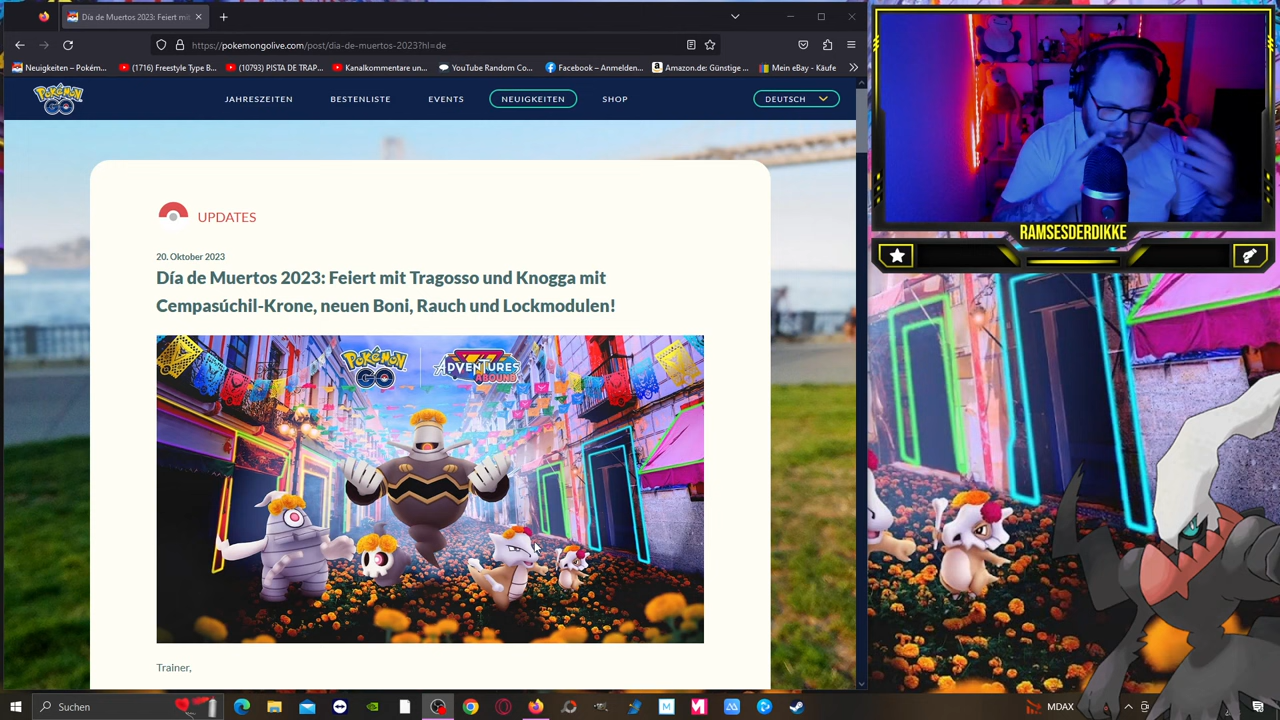 Día de Muertos 2023: Feiert mit
https://pokemongolive.com/post/dia-de-muertos-2023?hl=de
Neuigkeiten – Pokém...
(1716) Freestyle Type B...
(10793) PISTA DE TRAP...
Kanalkommentare un...
YouTube Random Co...
Facebook – Anmelden...
Amazon.de: Günstige ...
Mein eBay - Käufe
POKÉMON GO
JAHRESZEITEN
BESTENLISTE
EVENTS
NEUIGKEITEN
SHOP
DEUTSCH
UPDATES
20. Oktober 2023
Día de Muertos 2023: Feiert mit Tragosso und Knogga mit
Cempasúchil-Krone, neuen Boni, Rauch und Lockmodulen!
POKÉMON GO
ADVENTURES
ABOUND
Trainer,
RAMSESDERDIKKE
Suchen
MDAX